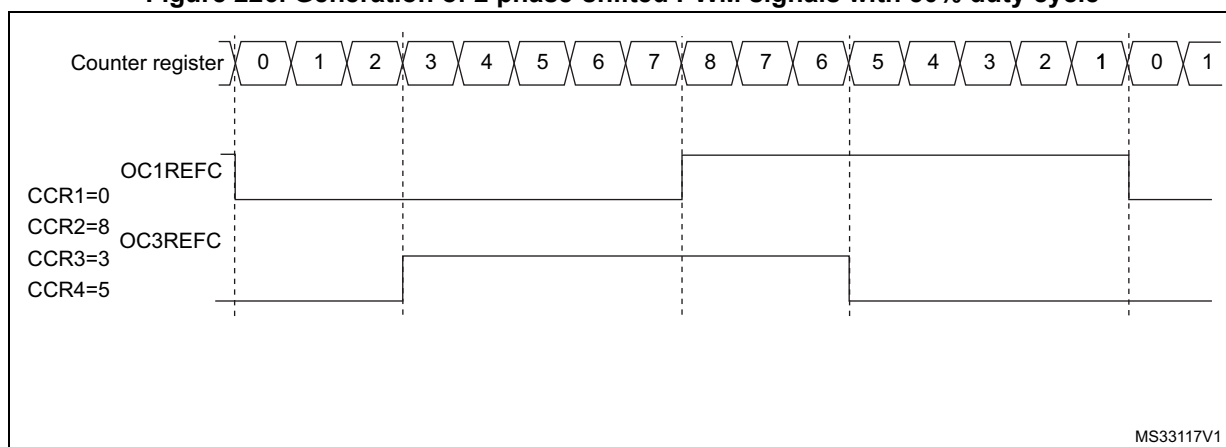 Generation of 2 phase-shifted PWM signals with 50% duty cycle
Counter register 0 1 2 3 4 5 6 7 8 7 6 5 4 3 2 1 0 1
OC1REFC
CCR1=0
CCR2=8
OC3REFC
CCR3=3
CCR4=5
MS33117V1